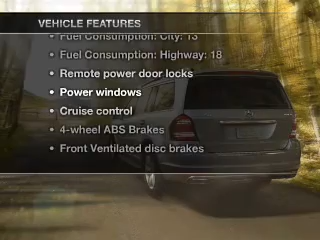 VEHICLE FEATURES
• Fuel Consumption: City: 13
• Fuel Consumption: Highway: 18
• Remote power door locks
• Power windows
• Cruise control
• 4-wheel ABS Brakes
• Front Ventilated disc brakes